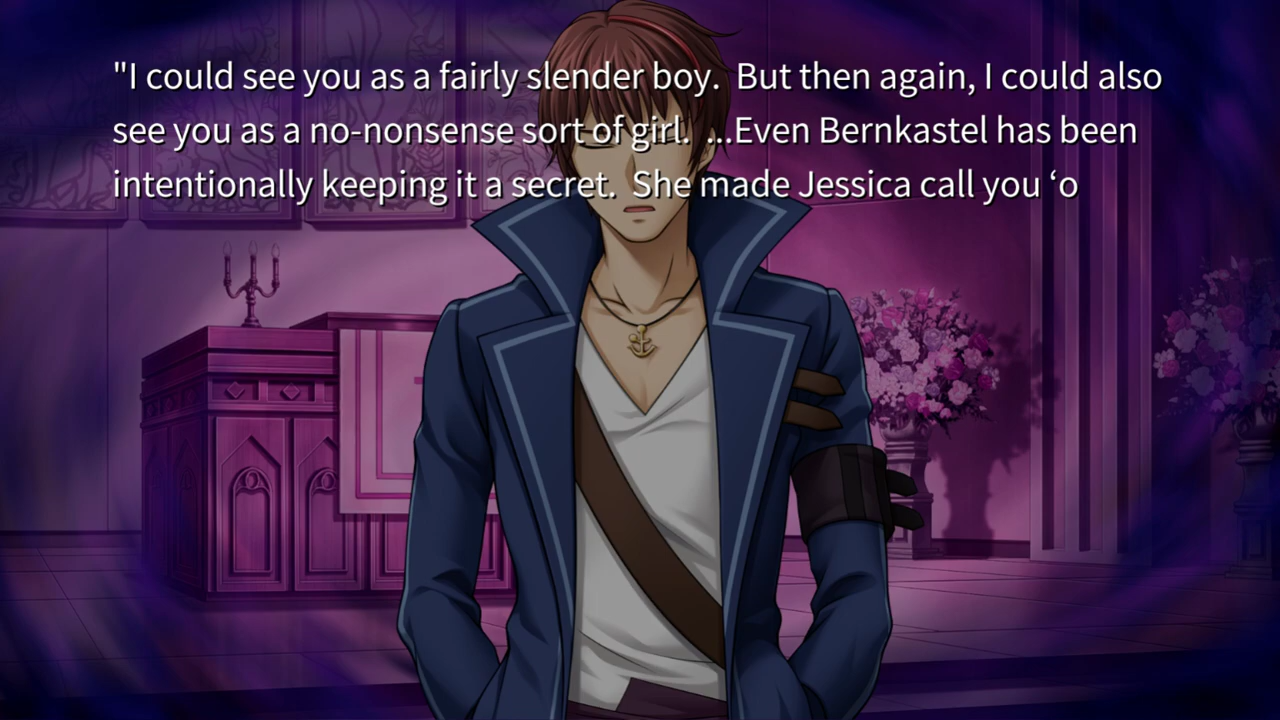 "I could see you as a fairly slender boy.  But then again, I could also
see you as a no-nonsense sort of girl.  ...Even Bernkastel has been
intentionally keeping it a secret.  She made Jessica call you ‘o